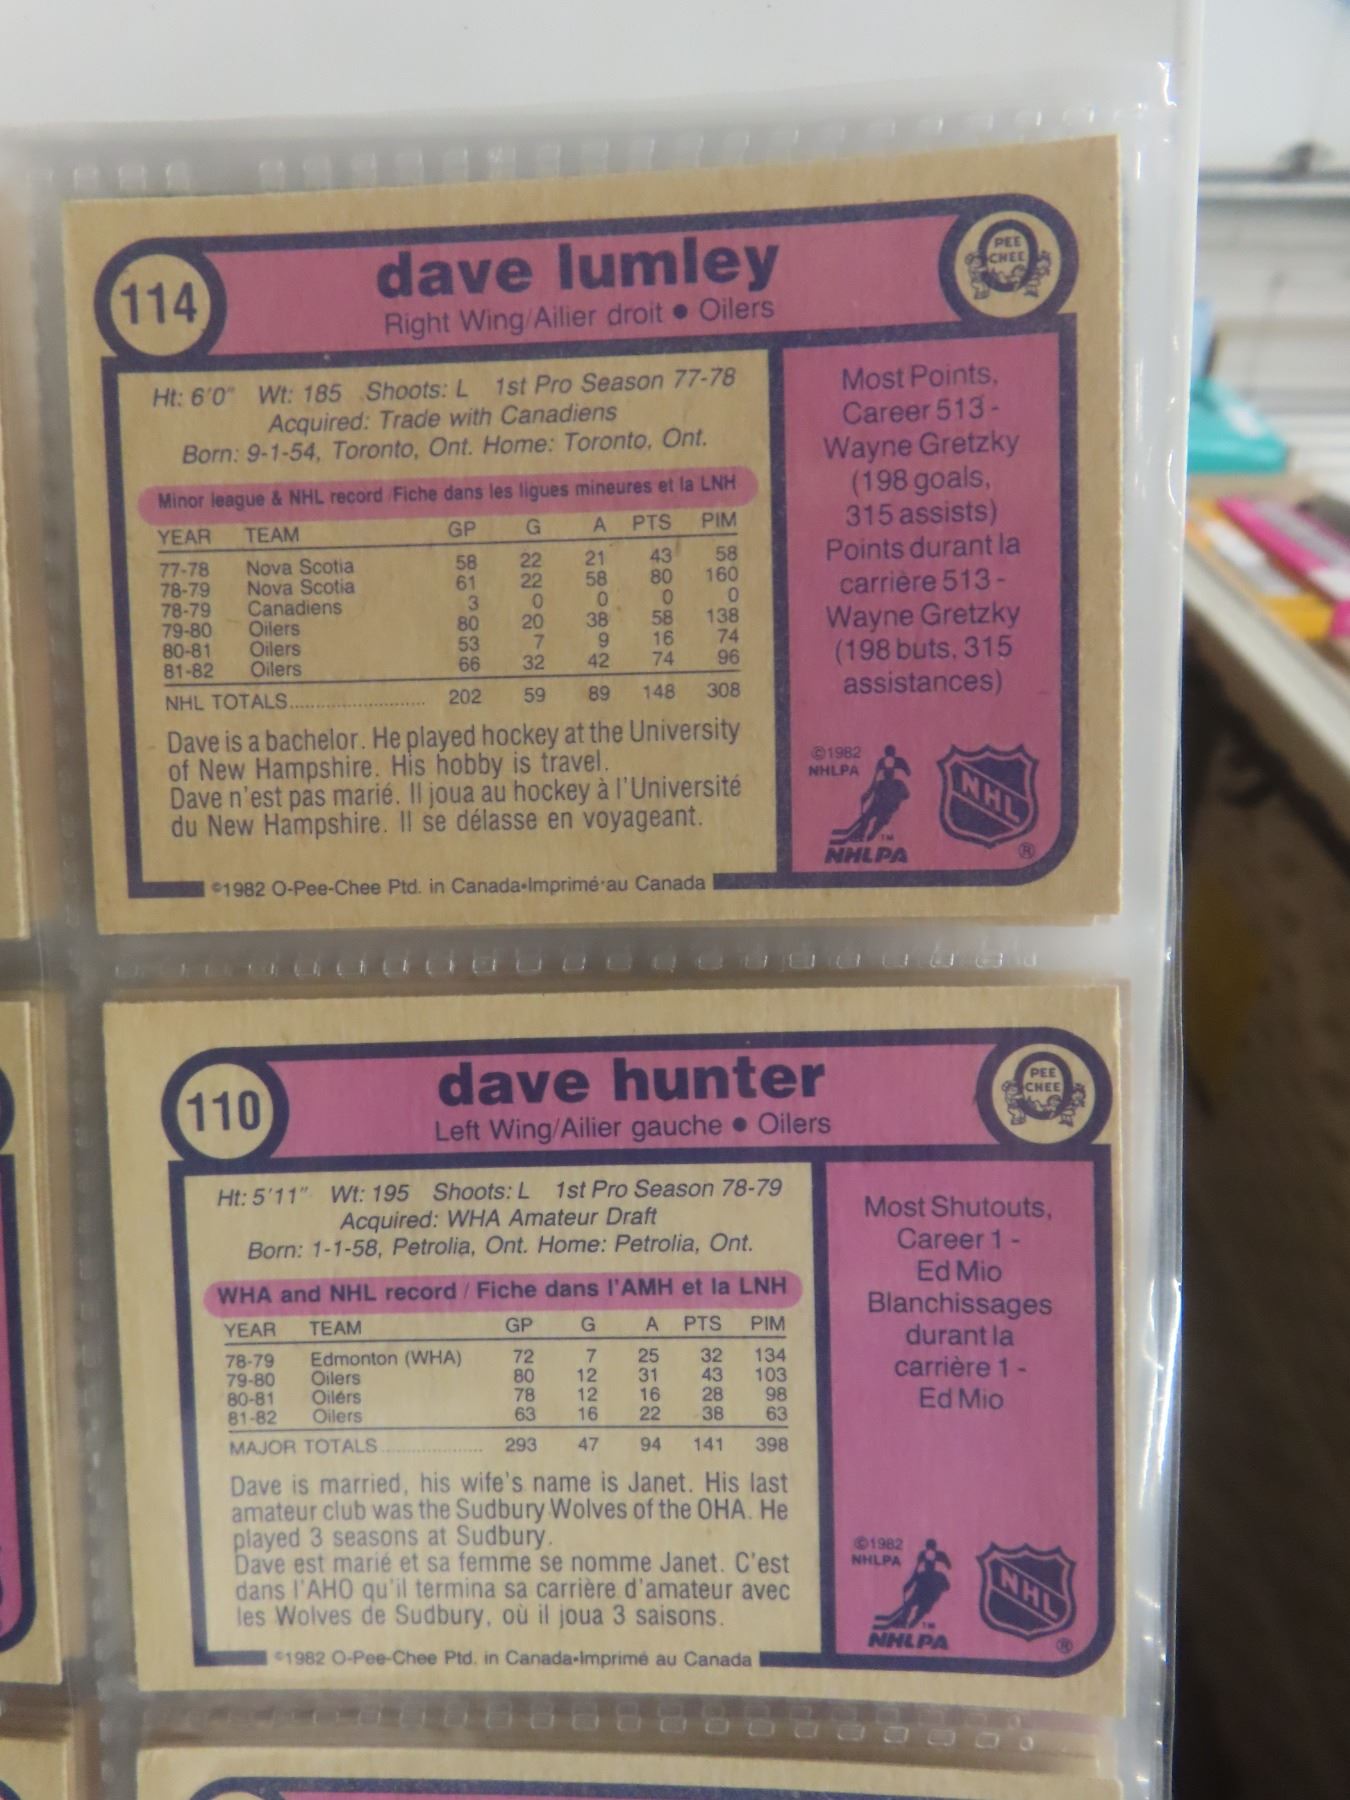 114
dave lumley
Right Wing/Ailier droit • Oilers
PEE
CHEE
Ht: 6'0" Wt: 185 Shoots: L 1st Pro Season 77-78
Acquired: Trade with Canadiens
Born: 9-1-54, Toronto, Ont. Home: Toronto, Ont.
Minor league & NHL record/Fiche dans les ligues mineures et la LNH
YEAR TEAM GP G A PTS PIM
77-78 Nova Scotia 58 22 21 43 58
78-79 Nova Scotia 61 22 58 80 160
78-79 Canadiens 3 0 0 0 0
79-80 Oilers 80 20 38 58 138
80-81 Oilers 53 7 9 16 74
81-82 Oilers 66 32 42 74 96
NHL TOTALS.......................... 202 59 89 148 308
Dave is a bachelor. He played hockey at the University
of New Hampshire. His hobby is travel.
Dave n'est pas marié. Il joua au hockey à l'Université
du New Hampshire. Il se délasse en voyageant.
©1982 O-Pee-Chee Ptd. in Canada•Imprimé au Canada
Most Points,
Career 513 -
Wayne Gretzky
(198 goals,
315 assists)
Points durant la
carrière 513 -
Wayne Gretzky
(198 buts, 315
assistances)
©1982
NHLPA
TM
NHLPA
NHL
®
110
dave hunter
Left Wing/Ailier gauche • Oilers
PEE
CHEE
Ht: 5'11" Wt: 195 Shoots: L 1st Pro Season 78-79
Acquired: WHA Amateur Draft
Born: 1-1-58, Petrolia, Ont. Home: Petrolia, Ont.
WHA and NHL record / Fiche dans l'AMH et la LNH
YEAR TEAM GP G A PTS PIM
78-79 Edmonton (WHA) 72 7 25 32 134
79-80 Oilers 80 12 31 43 103
80-81 Oilers 78 12 16 28 98
81-82 Oilers 63 16 22 38 63
MAJOR TOTALS ................... 293 47 94 141 398
Dave is married, his wife's name is Janet. His last
amateur club was the Sudbury Wolves of the OHA. He
played 3 seasons at Sudbury.
Dave est marié et sa femme se nomme Janet. C'est
dans l'AHO qu'il termina sa carrière d'amateur avec
les Wolves de Sudbury, où il joua 3 saisons.
©1982 O-Pee-Chee Ptd. in Canada•Imprimé au Canada
Most Shutouts,
Career 1 -
Ed Mio
Blanchissages
durant la
carrière 1 -
Ed Mio
©1982
NHLPA
TM
NHLPA
NHL
®